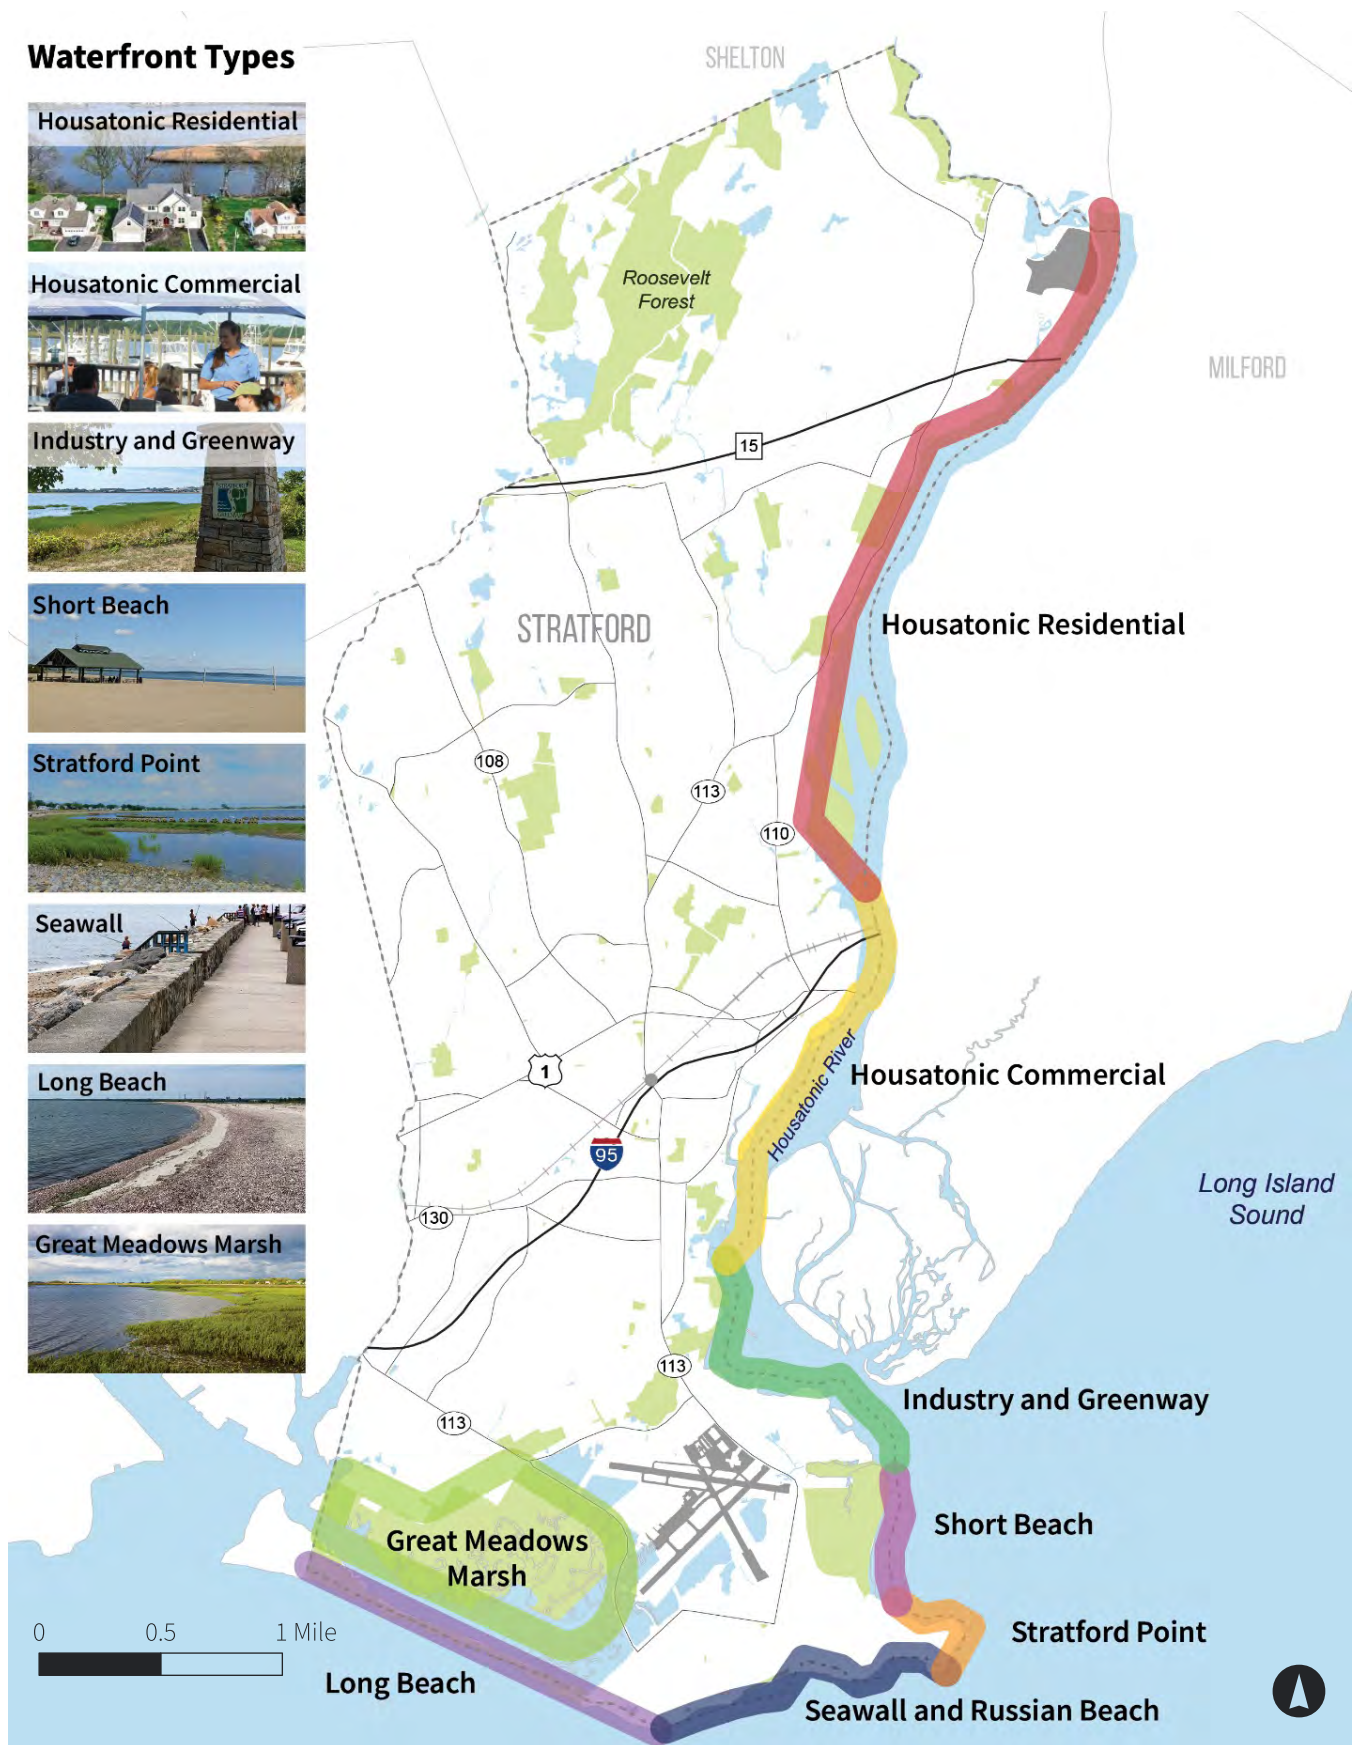 Waterfront Types
Housatonic Residential
Housatonic Commercial
Industry and Greenway
Short Beach
Stratford Point
Seawall
Long Beach
Great Meadows Marsh
SHELTON
Roosevelt
Forest
MILFORD
15
STRATFORD
Housatonic Residential
108
113
110
Housatonic River
Housatonic Commercial
1
95
Long Island
Sound
130
113
Industry and Greenway
113
Short Beach
Great Meadows
Marsh
Stratford Point
0 0.5 1 Mile
Long Beach
Seawall and Russian Beach